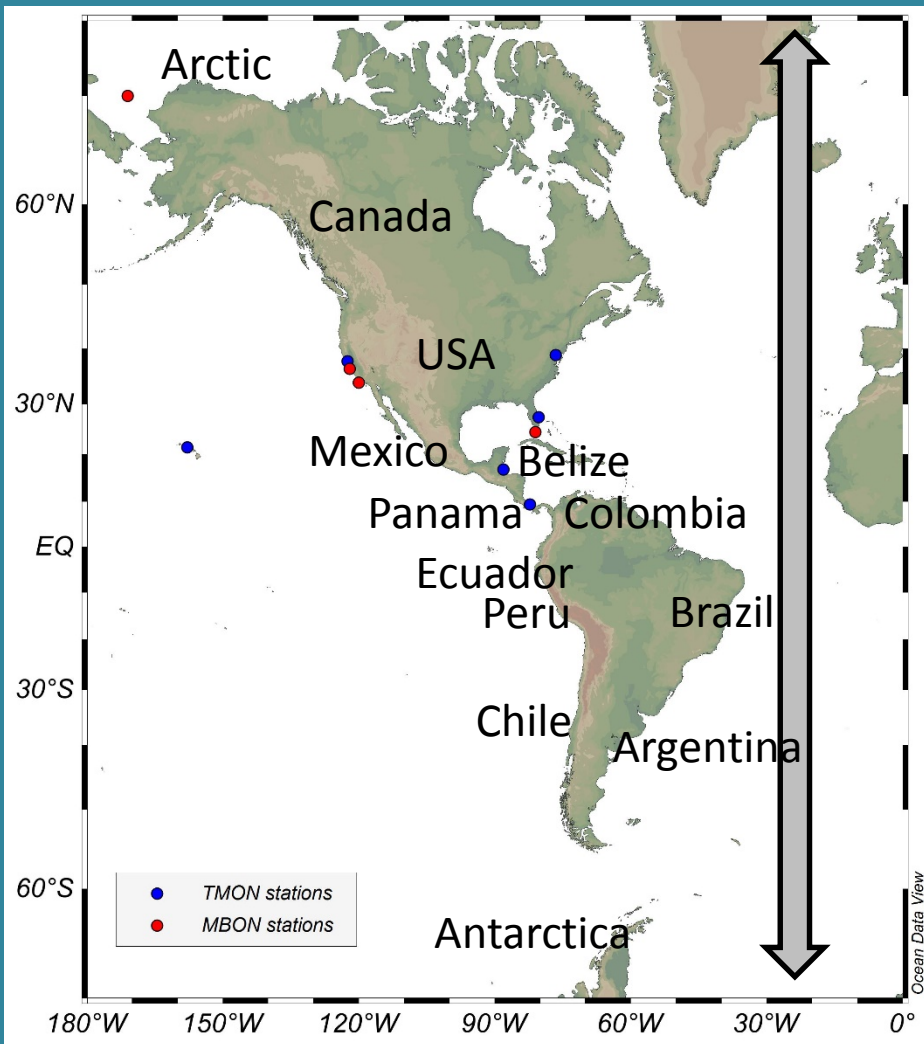 Arctic
60°N
Canada
USA
30°N
Mexico
Belize
Panama
Colombia
EQ
Ecuador
Peru
Brazil
30°S
Chile
Argentina
60°S
TMON stations
MBON stations
Antarctica
Ocean Data View
180°W 150°W 120°W 90°W 60°W 30°W 0°